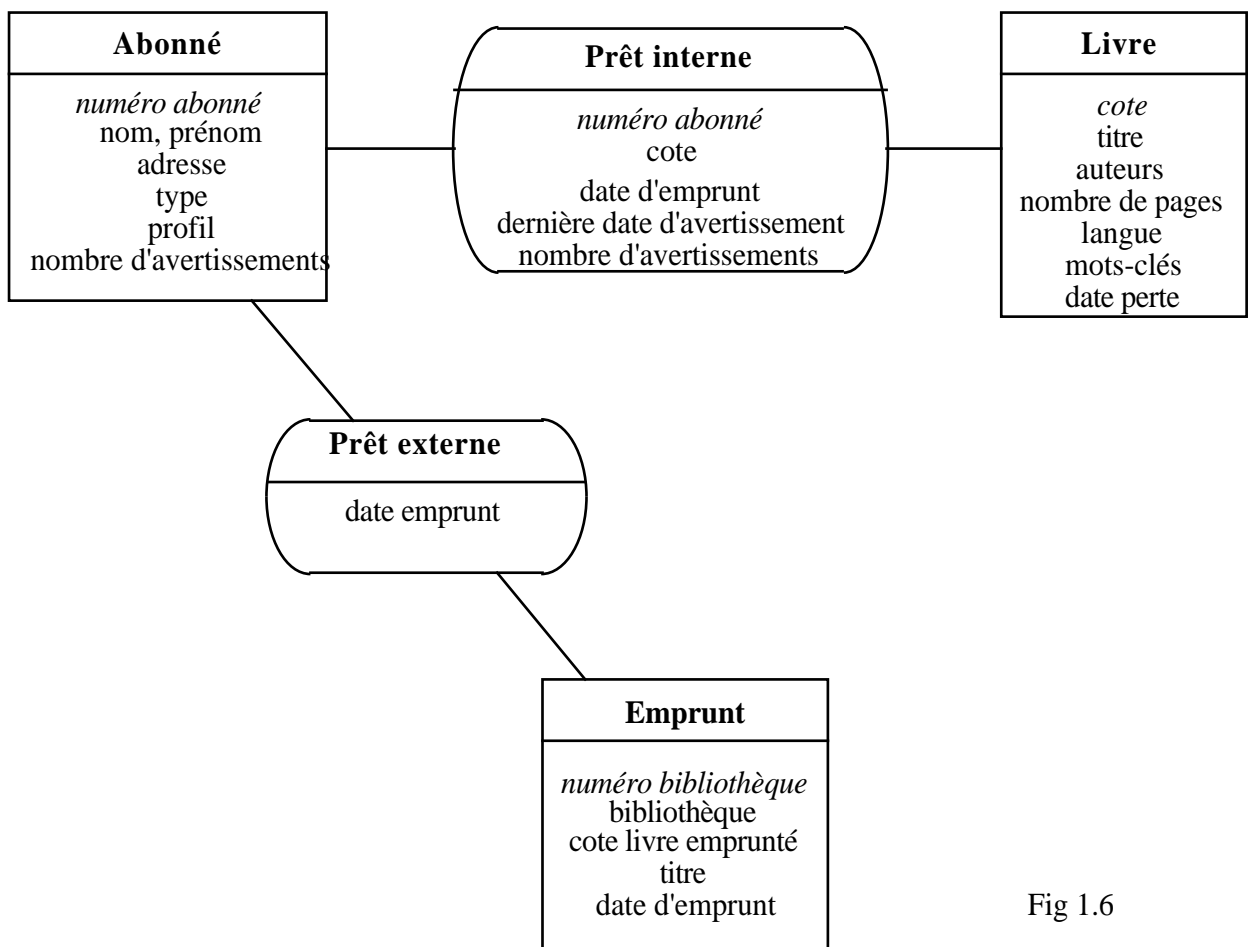 Abonné
numéro abonné
nom, prénom
adresse
type
profil
nombre d'avertissements
Prêt interne
numéro abonné
cote
date d'emprunt
dernière date d'avertissement
nombre d'avertissements
Livre
cote
titre
auteurs
nombre de pages
langue
mots-clés
date perte
Prêt externe
date emprunt
Emprunt
numéro bibliothèque
bibliothèque
cote livre emprunté
titre
date d'emprunt
Fig 1.6